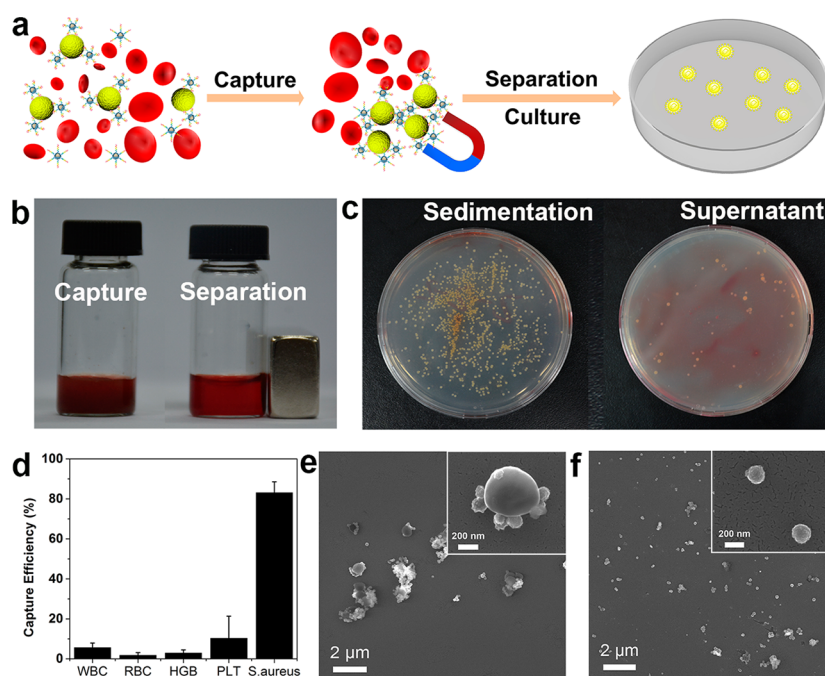 a
Capture
Separation
Culture
b
Capture
Separation
c
Sedimentation
Supernatant
d
Capture Efficiency (%)
100
80
60
40
20
0
WBC
RBC
HGB
PLT
S.aureus
e
200 nm
2 μm
f
200 nm
2 μm